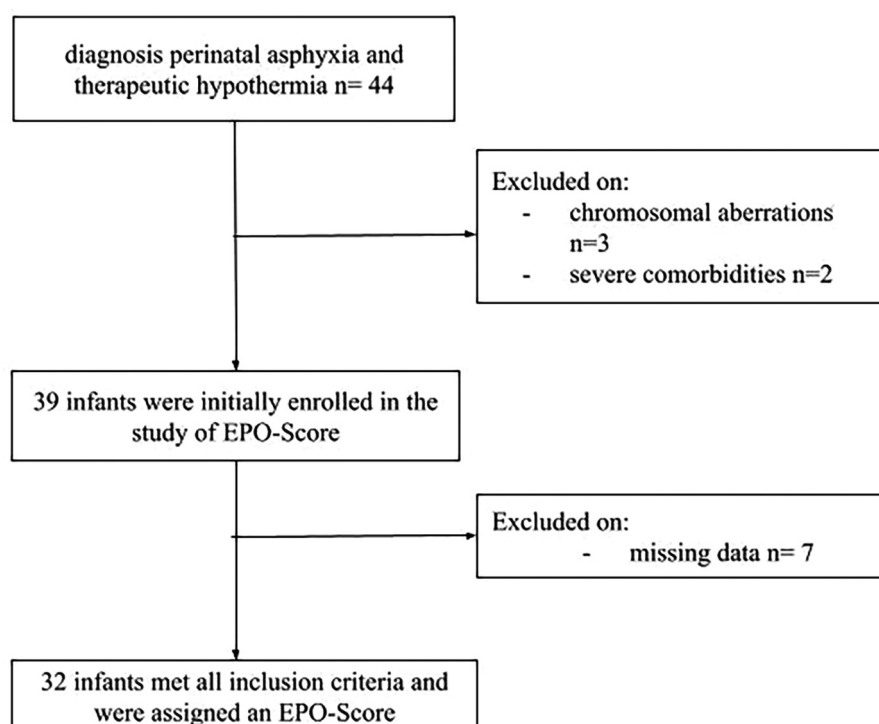 diagnosis perinatal asphyxia and
therapeutic hypothermia n= 44
Excluded on:
- chromosomal aberrations
n=3
- severe comorbidities n=2
39 infants were initially enrolled in the
study of EPO-Score
Excluded on:
- missing data n= 7
32 infants met all inclusion criteria and
were assigned an EPO-Score